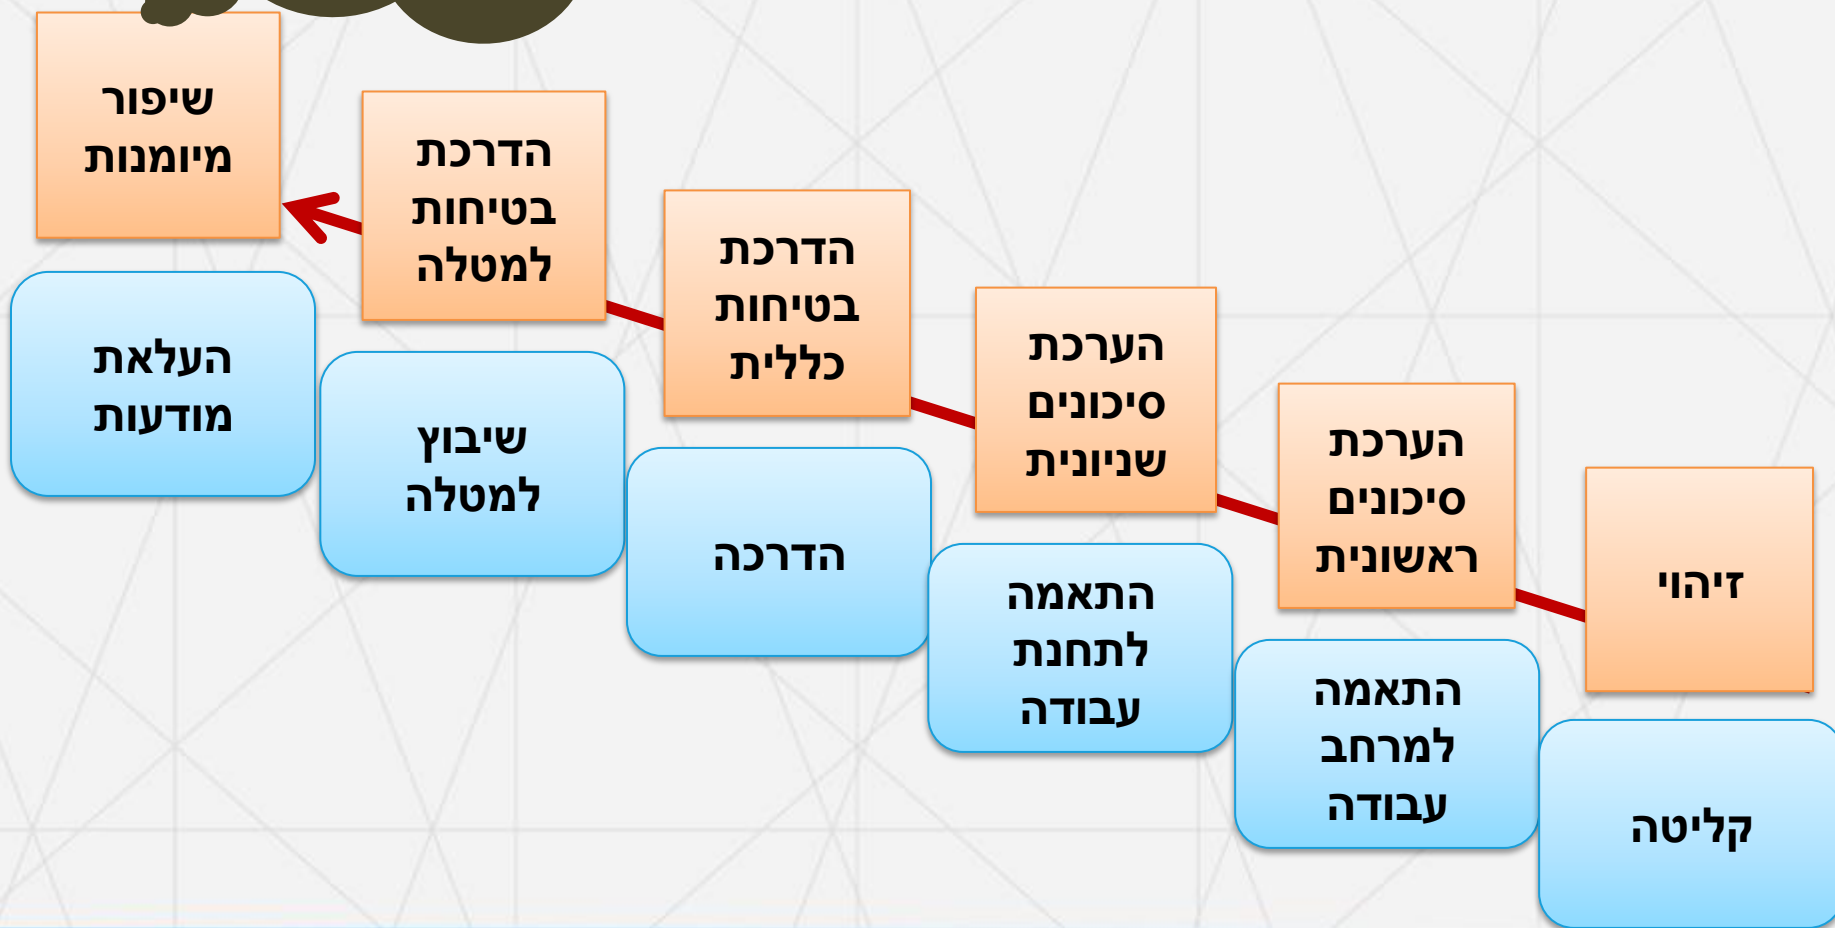 שיפור
מיומנות
הדרכת
בטיחות
למטלה
הדרכת
בטיחות
כללית
הערכת
סיכונים
שניונית
הערכת
סיכונים
ראשונית
זיהוי
העלאת
מודעות
שיבוץ
למטלה
הדרכה
התאמה
לתחנת
עבודה
התאמה
למרחב
עבודה
קליטה